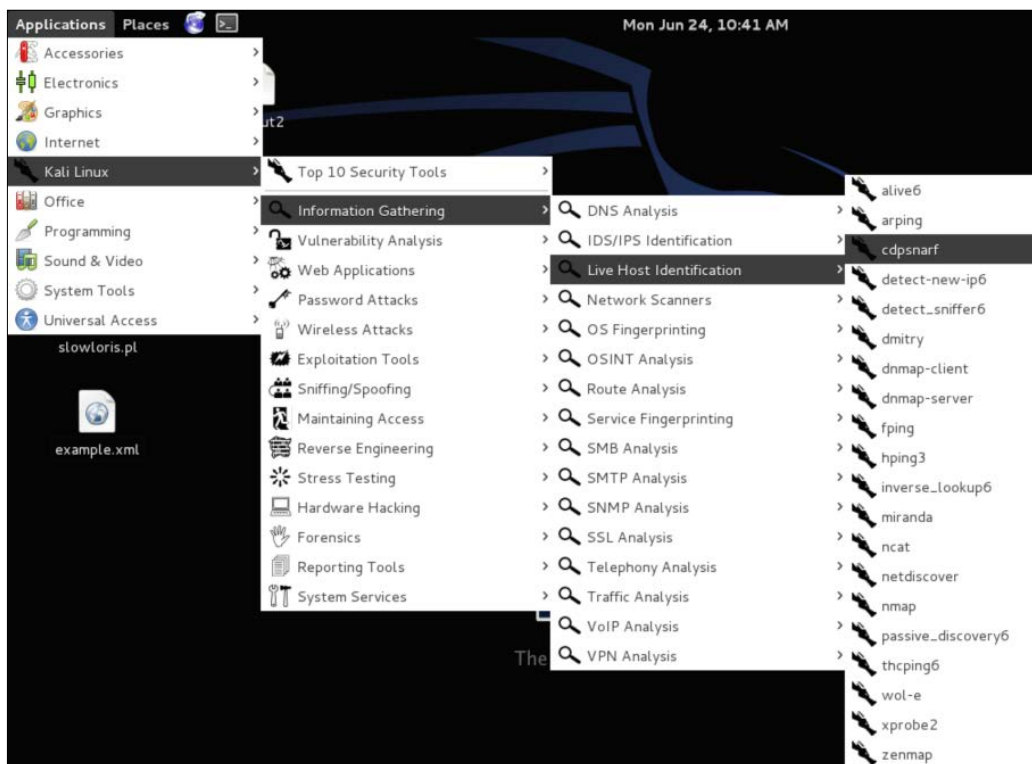 Applications Places Mon Jun 24, 10:41 AM
Accessories
Electronics
Graphics
Internet
Kali Linux
Office
Programming
Sound & Video
System Tools
Universal Access
ut2
slowloris.pl
example.xml
Top 10 Security Tools
Information Gathering
Vulnerability Analysis
Web Applications
Password Attacks
Wireless Attacks
Exploitation Tools
Sniffing/Spoofing
Maintaining Access
Reverse Engineering
Stress Testing
Hardware Hacking
Forensics
Reporting Tools
System Services
The
DNS Analysis
IDS/IPS Identification
Live Host Identification
Network Scanners
OS Fingerprinting
OSINT Analysis
Route Analysis
Service Fingerprinting
SMB Analysis
SMTP Analysis
SNMP Analysis
SSL Analysis
Telephony Analysis
Traffic Analysis
VoIP Analysis
VPN Analysis
alive6
arping
cdpsnarf
detect-new-ip6
detect_sniffer6
dmitry
dnmap-client
dnmap-server
fping
hping3
inverse_lookup6
miranda
ncat
netdiscover
nmap
passive_discovery6
thcping6
wol-e
xprobe2
zenmap